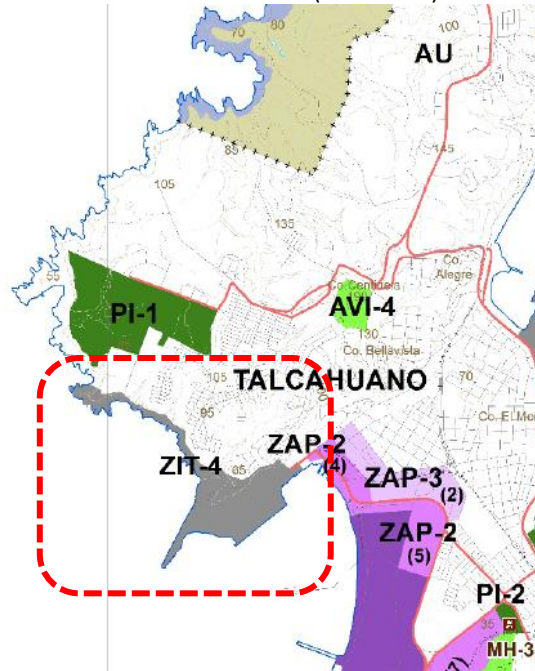 70
80
100
AU
85
145
105
135
55
Co. Centinela
Co.
Alegre
PI-1
AVI-4
130
Co. Bellavista
105
TALCAHUANO
70
95
Co. El Mor
ZAP-2
(4)
ZIT-4
85
ZAP-3
(2)
ZAP-2
(5)
PI-2
35
MH-3